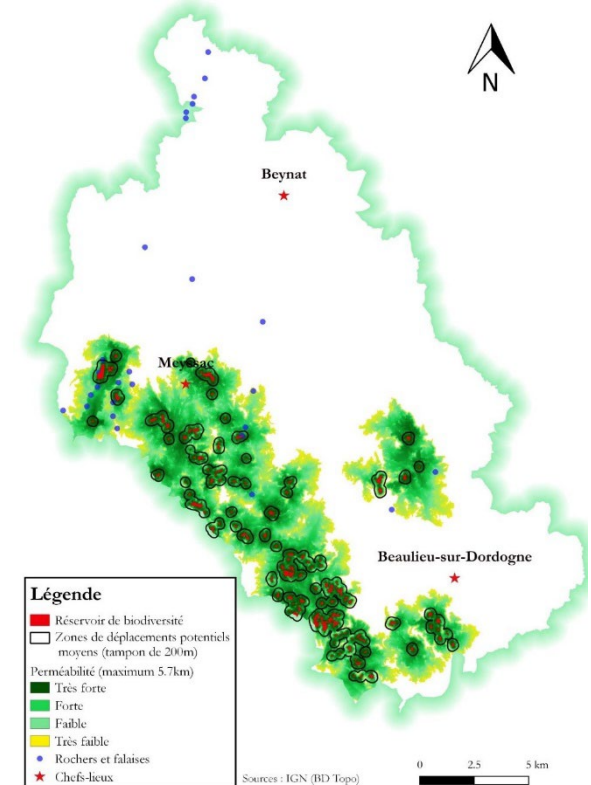 N
Beynat
Meyssac
Beaulieu-sur-Dordogne
Légende
Réservoir de biodiversité
Zones de déplacements potentiels
moyens (tampon de 200m)
Perméabilité (maximum 5.7km)
Très forte
Forte
Faible
Très faible
Rochers et falaises
Chefs-lieux
Sources : IGN (BD Topo)
0 2.5 5 km